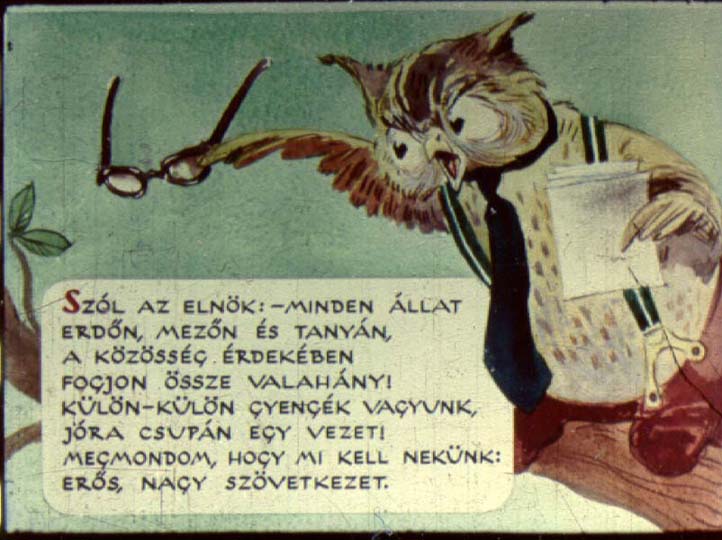 SZÓL AZ ELNÖK: -MINDEN ÁLLAT
ERDŐN, MEZŐN ÉS TANYÁN,
A KÖZÖSSÉG ÉRDEKÉBEN
FOGJON ÖSSZE VALAHÁNY!
KÜLÖN-KÜLÖN GYENGÉK VAGYUNK,
JÓRA CSUPÁN EGY VEZET!
MEGMONDOM, HOGY MI KELL NEKÜNK:
ERŐS, NAGY SZÖVETKEZET.